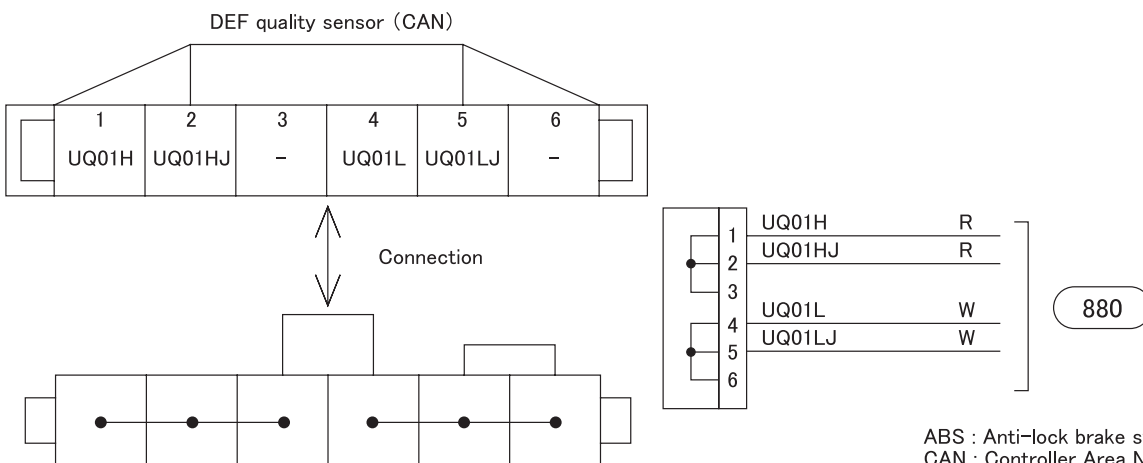 DEF quality sensor (CAN)
1 2 3 4 5 6
UQ01H UQ01HJ - UQ01L UQ01LJ -
Connection
1 UQ01H R
2 UQ01HJ R
3
4 UQ01L W
5 UQ01LJ W
6
880
ABS : Anti-lock brake s
CAN : Controller Area N